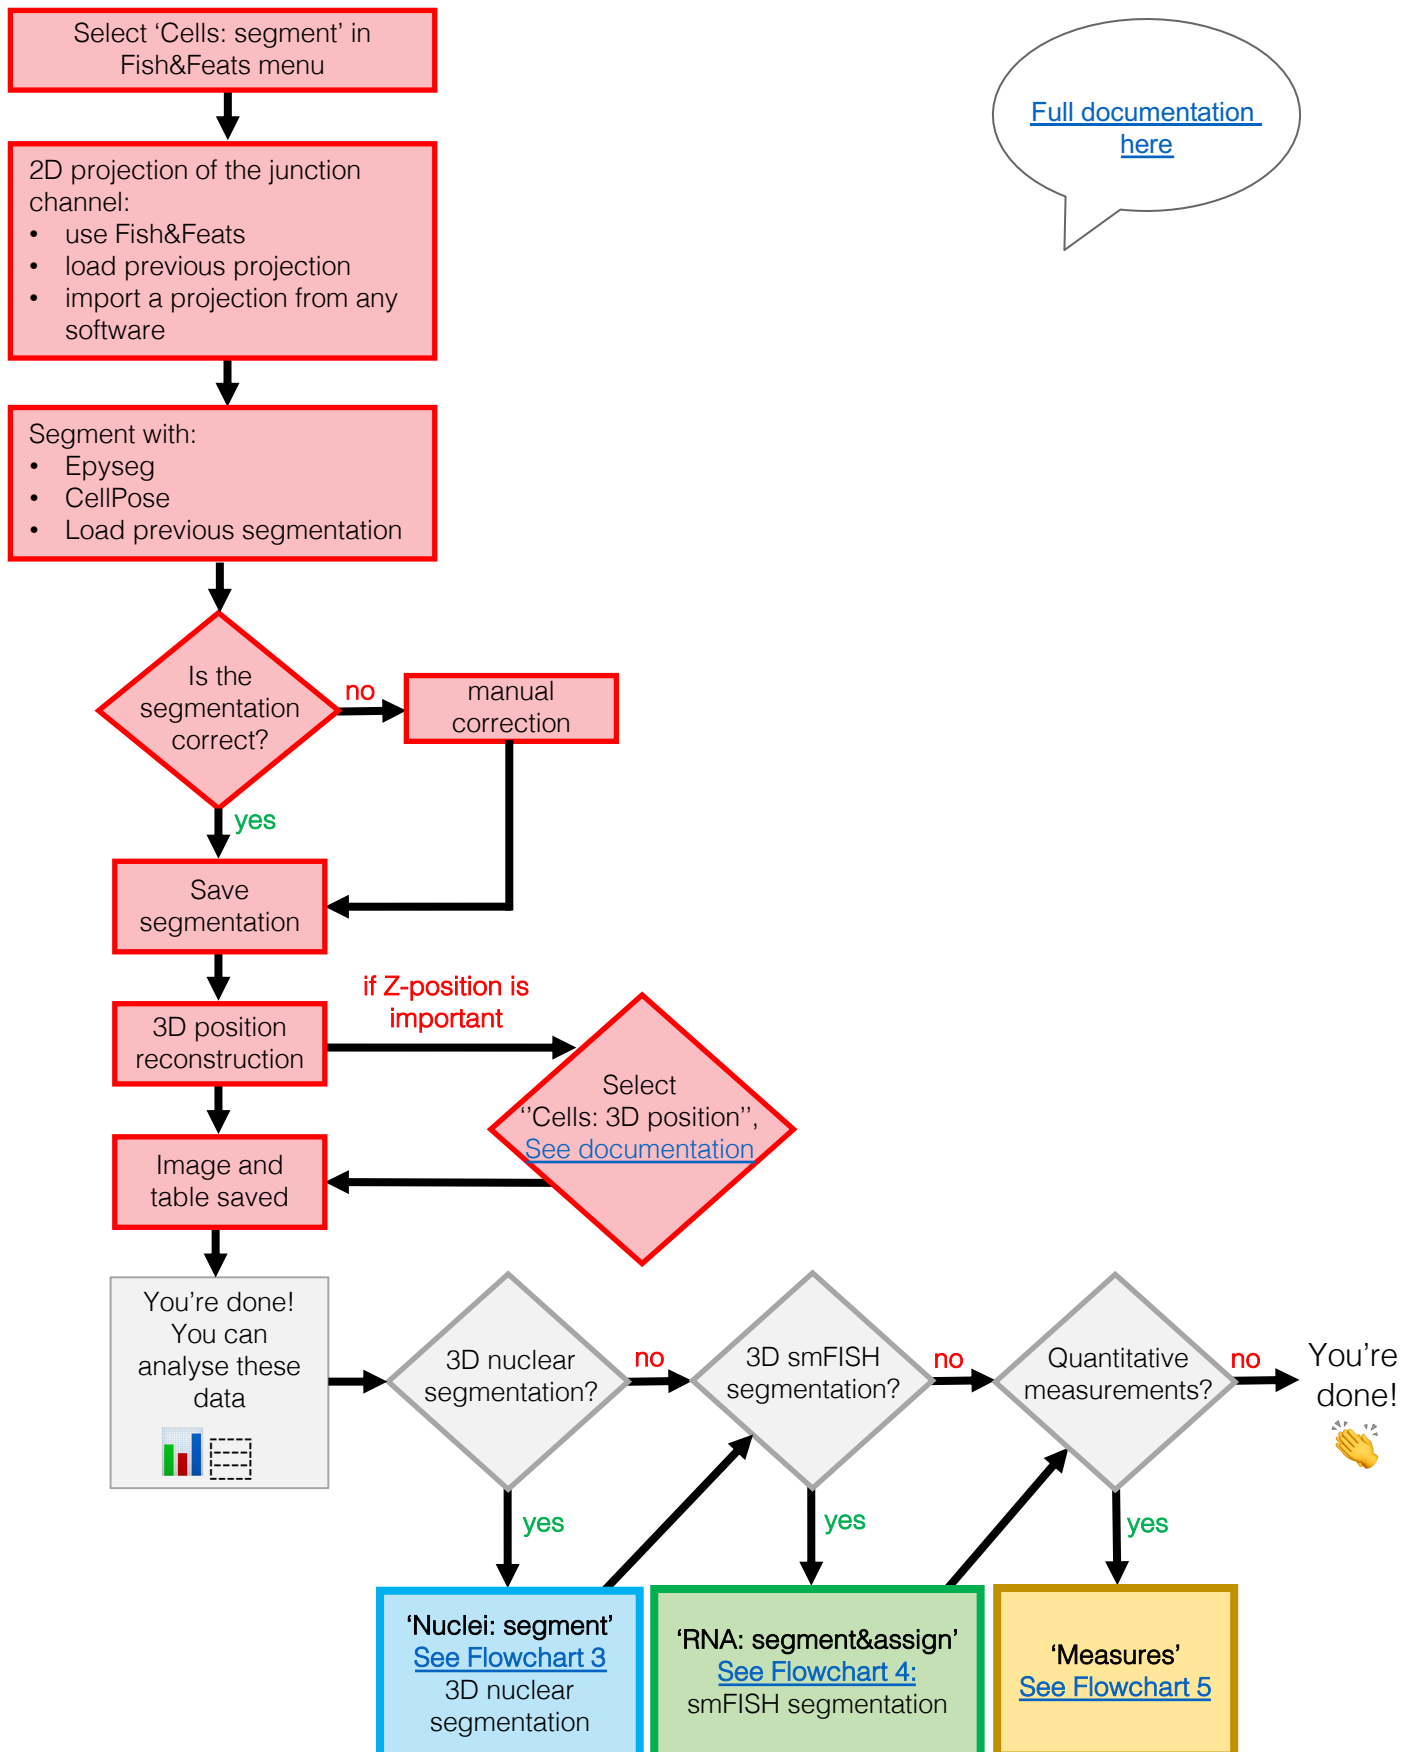 Select ‘Cells: segment’ in
Fish&Feats menu
Full documentation
here
2D projection of the junction
channel:
• use Fish&Feats
• load previous projection
• import a projection from any
software
Segment with:
• Epyseg
• CellPose
• Load previous segmentation
Is the
segmentation
correct?
no
manual
correction
yes
Save
segmentation
if Z-position is
important
3D position
reconstruction
Select
‘’Cells: 3D position’’,
See documentation
Image and
table saved
You’re done!
You can
analyse these
data
3D nuclear
segmentation?
no
3D smFISH
segmentation?
no
Quantitative
measurements?
no
You’re
done!
yes
yes
yes
‘Nuclei: segment’
See Flowchart 3
3D nuclear
segmentation
‘RNA: segment&assign’
See Flowchart 4:
smFISH segmentation
‘Measures’
See Flowchart 5